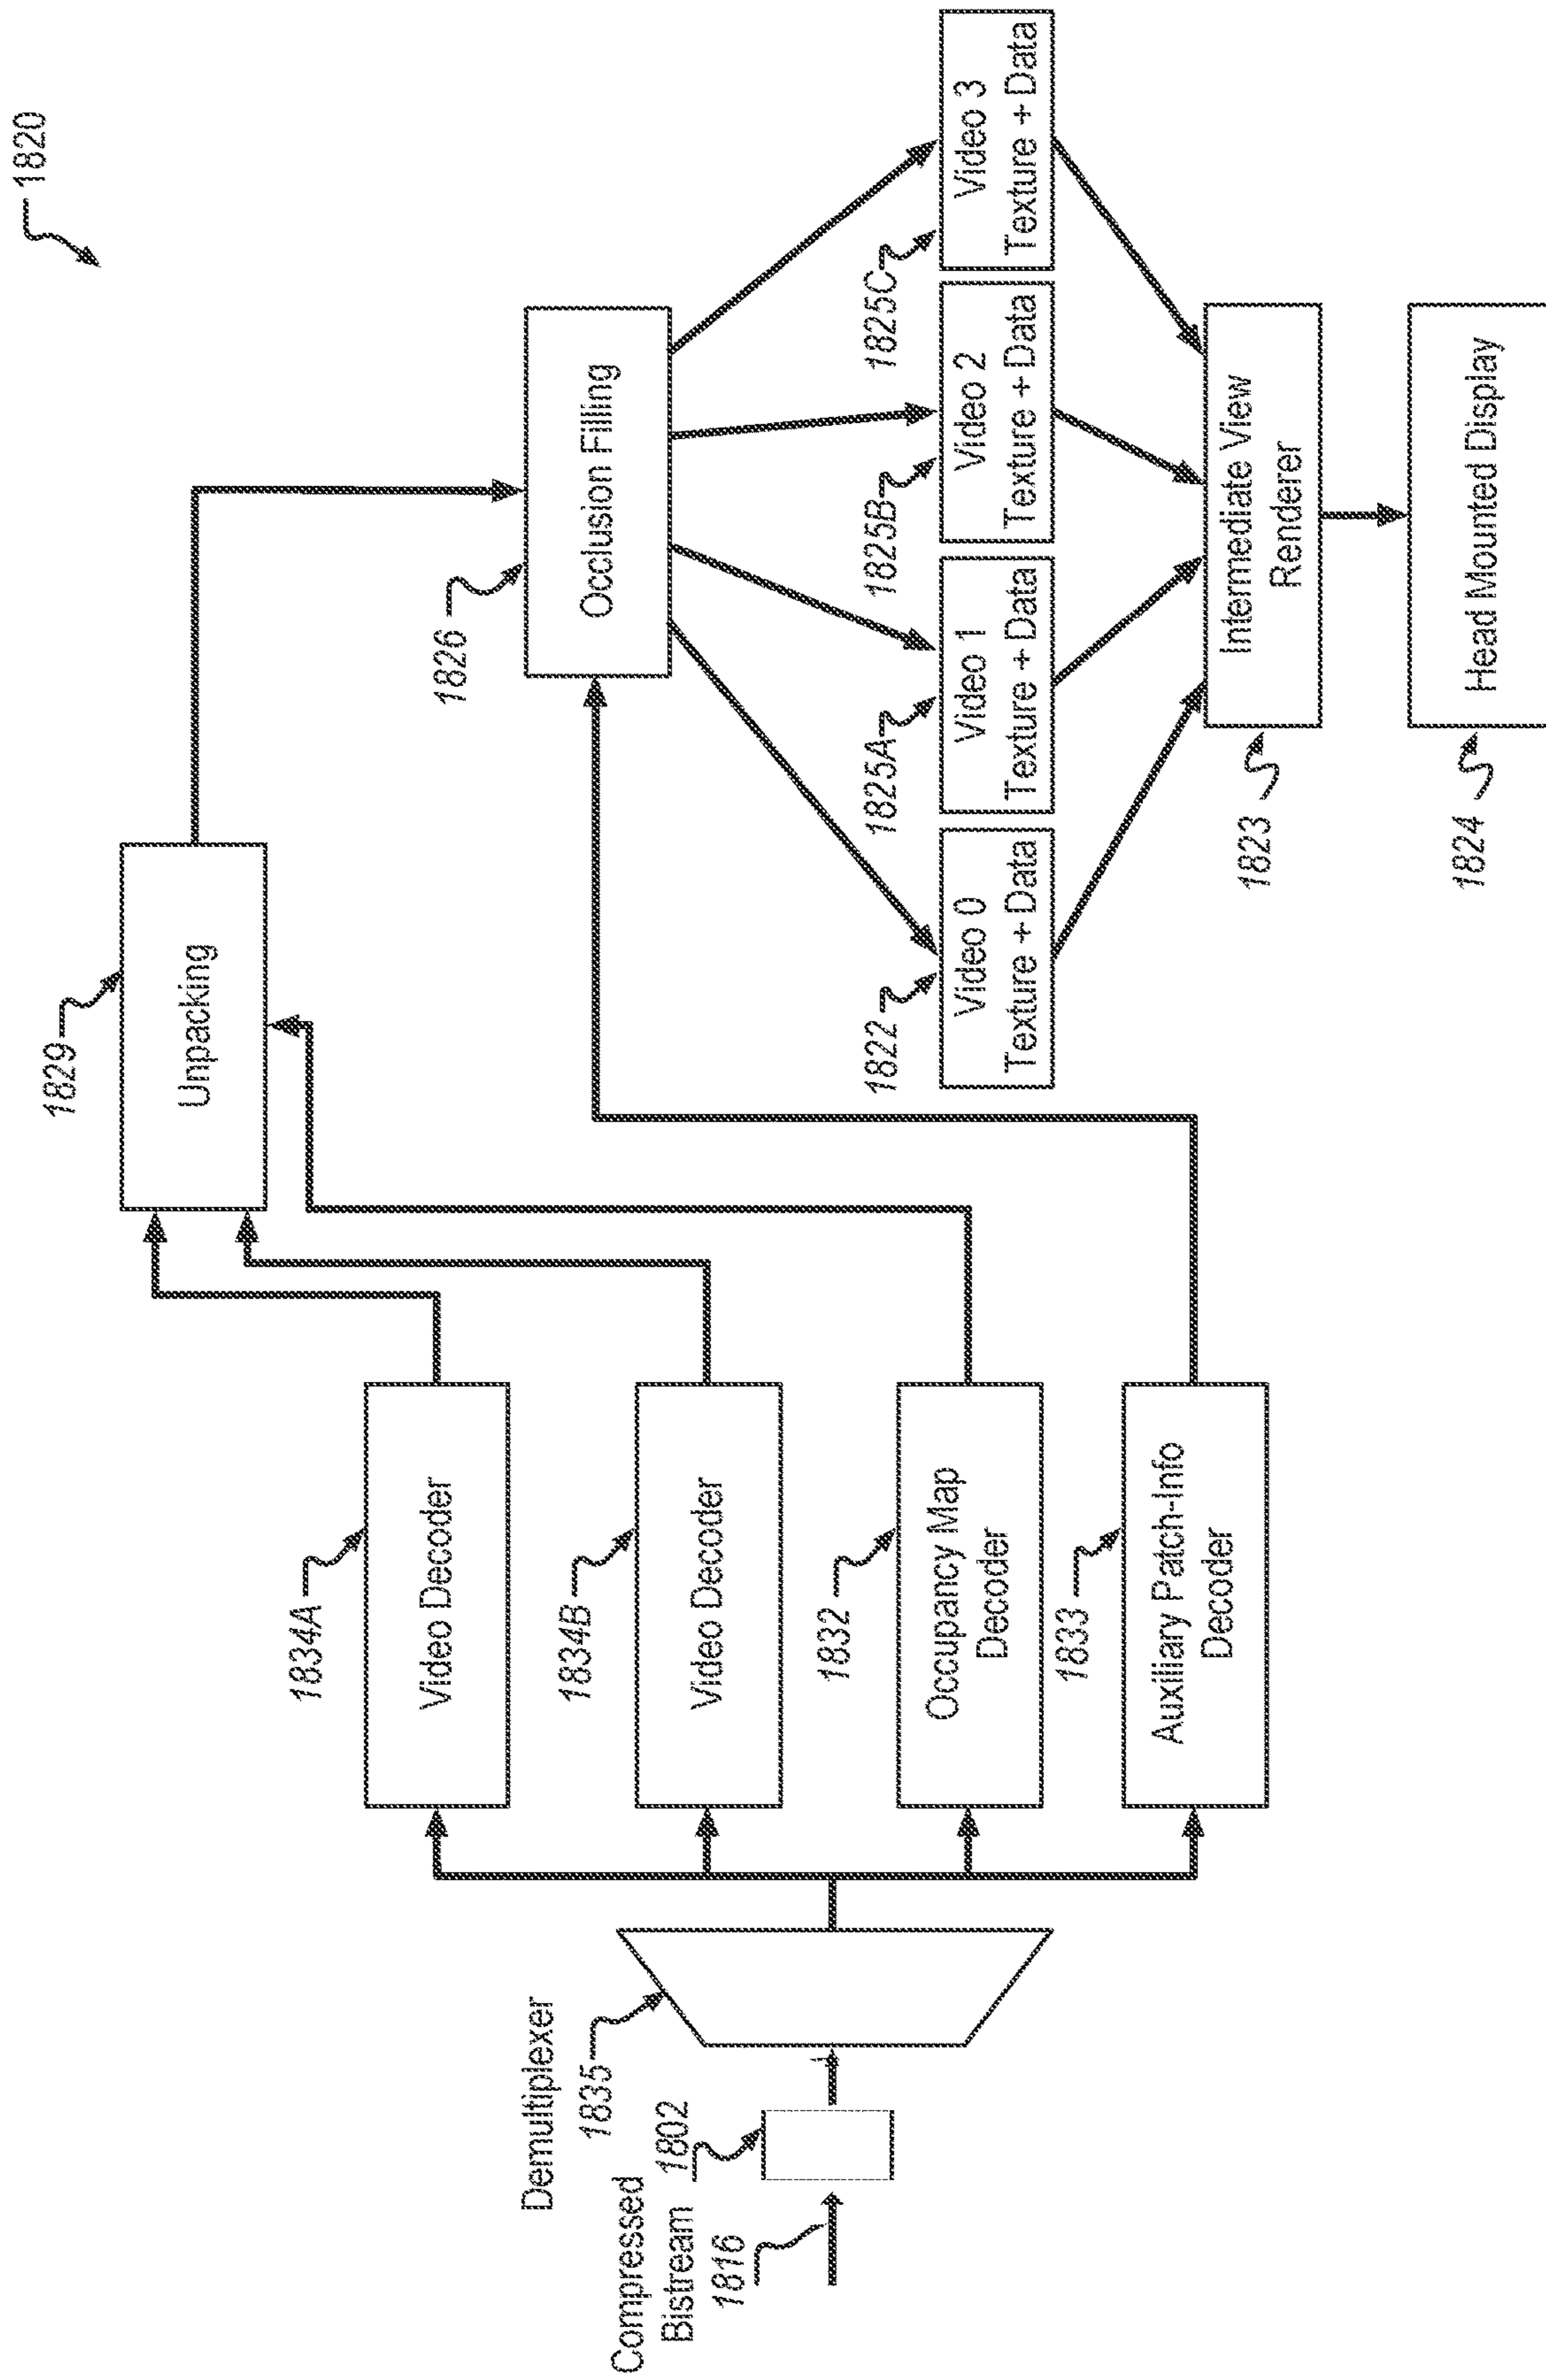 1820
1829
Unpacking
1826
Occlusion Filling
1834A
Video Decoder
1834B
Video Decoder
1832
Occupancy Map
Decoder
1833
Auxiliary Patch-Info
Decoder
Demultiplexer
1835
Compressed
Bistream
1802
1816
1822
Video 0
Texture + Data
1825A
Video 1
Texture + Data
1825B
Video 2
Texture + Data
1825C
Video 3
Texture + Data
1823
Intermediate View
Renderer
1824
Head Mounted Display